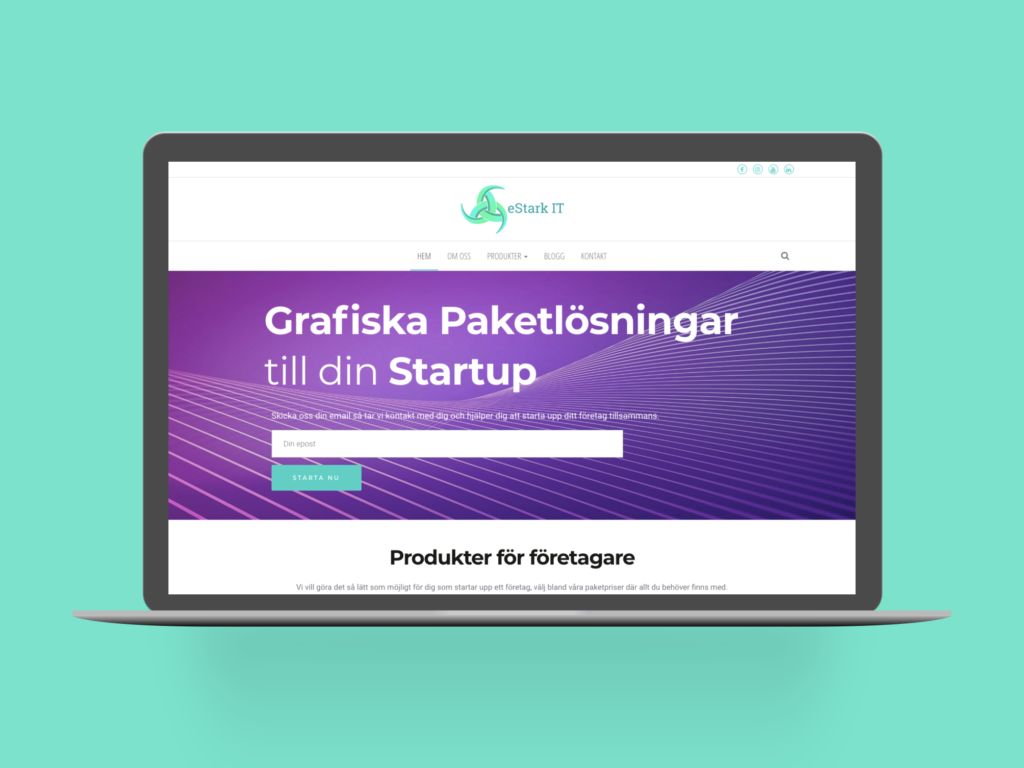 eStark IT
HEM OM OSS PRODUKTER BLOGG KONTAKT
Grafiska Paketlösningar
till din Startup
Skicka oss din email så tar vi kontakt med dig och hjälper dig att starta upp ditt företag tillsammans.
Din epost
STARTA NU
Produkter för företagare
Vi vill göra det så lätt som möjligt för dig som startar upp ett företag, välj bland våra paketpriser där allt du behöver finns med.